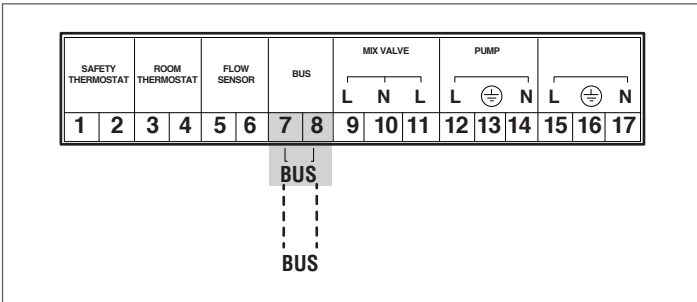 SAFETY THERMOSTAT ROOM THERMOSTAT FLOW SENSOR BUS MIX VALVE PUMP
L N L L N L N
1 2 3 4 5 6 7 8 9 10 11 12 13 14 15 16 17
BUS
BUS